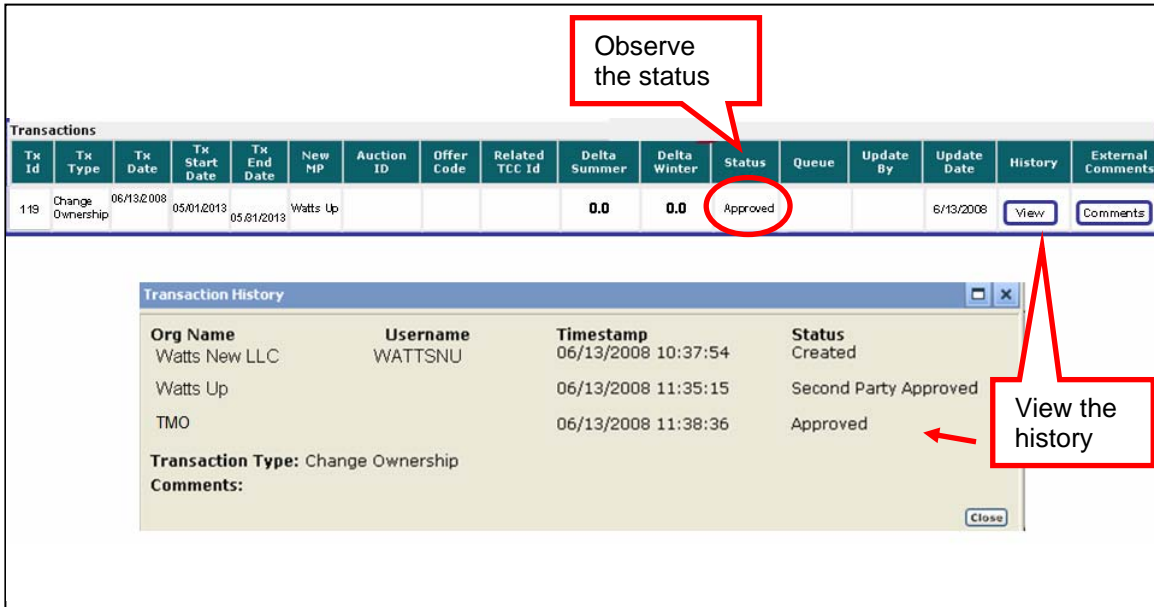 Observe
the status
Transactions
Tx Id Tx Type Tx Date Tx Start Date Tx End Date New MP Auction ID Offer Code Related TCC Id Delta Summer Delta Winter Status Queue Update By Update Date History External Comments
119 Change Ownership 06/13/2008 05/01/2013 05/31/2013 Watts Up 0.0 0.0 Approved 6/13/2008 View Comments
Transaction History
Org Name Username Timestamp Status
Watts New LLC WATTSNU 06/13/2008 10:37:54 Created
Watts Up 06/13/2008 11:35:15 Second Party Approved
TMO 06/13/2008 11:38:36 Approved
View the
history
Transaction Type: Change Ownership
Comments:
Close